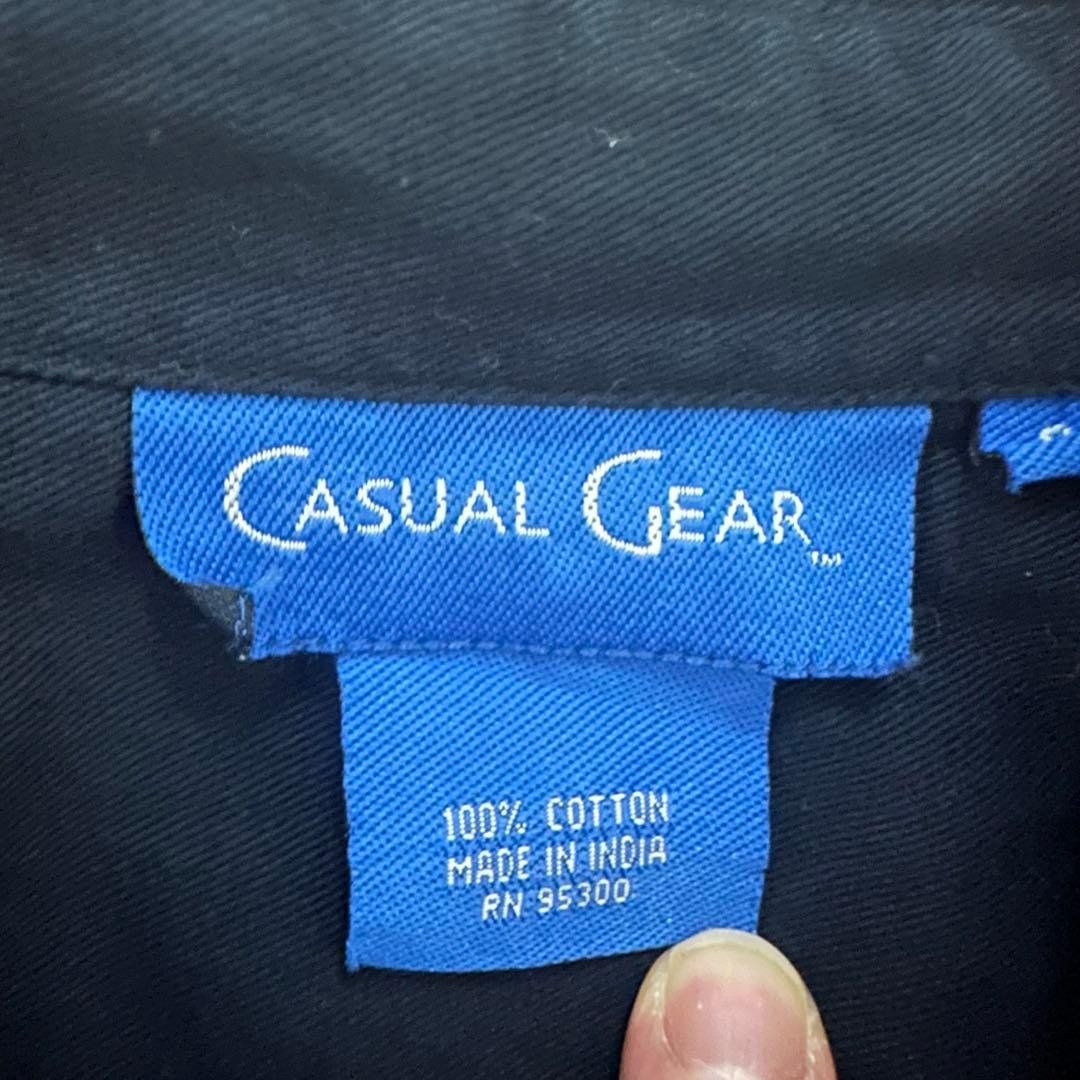 CASUAL GEAR™
100% COTTON
MADE IN INDIA
RN 95300